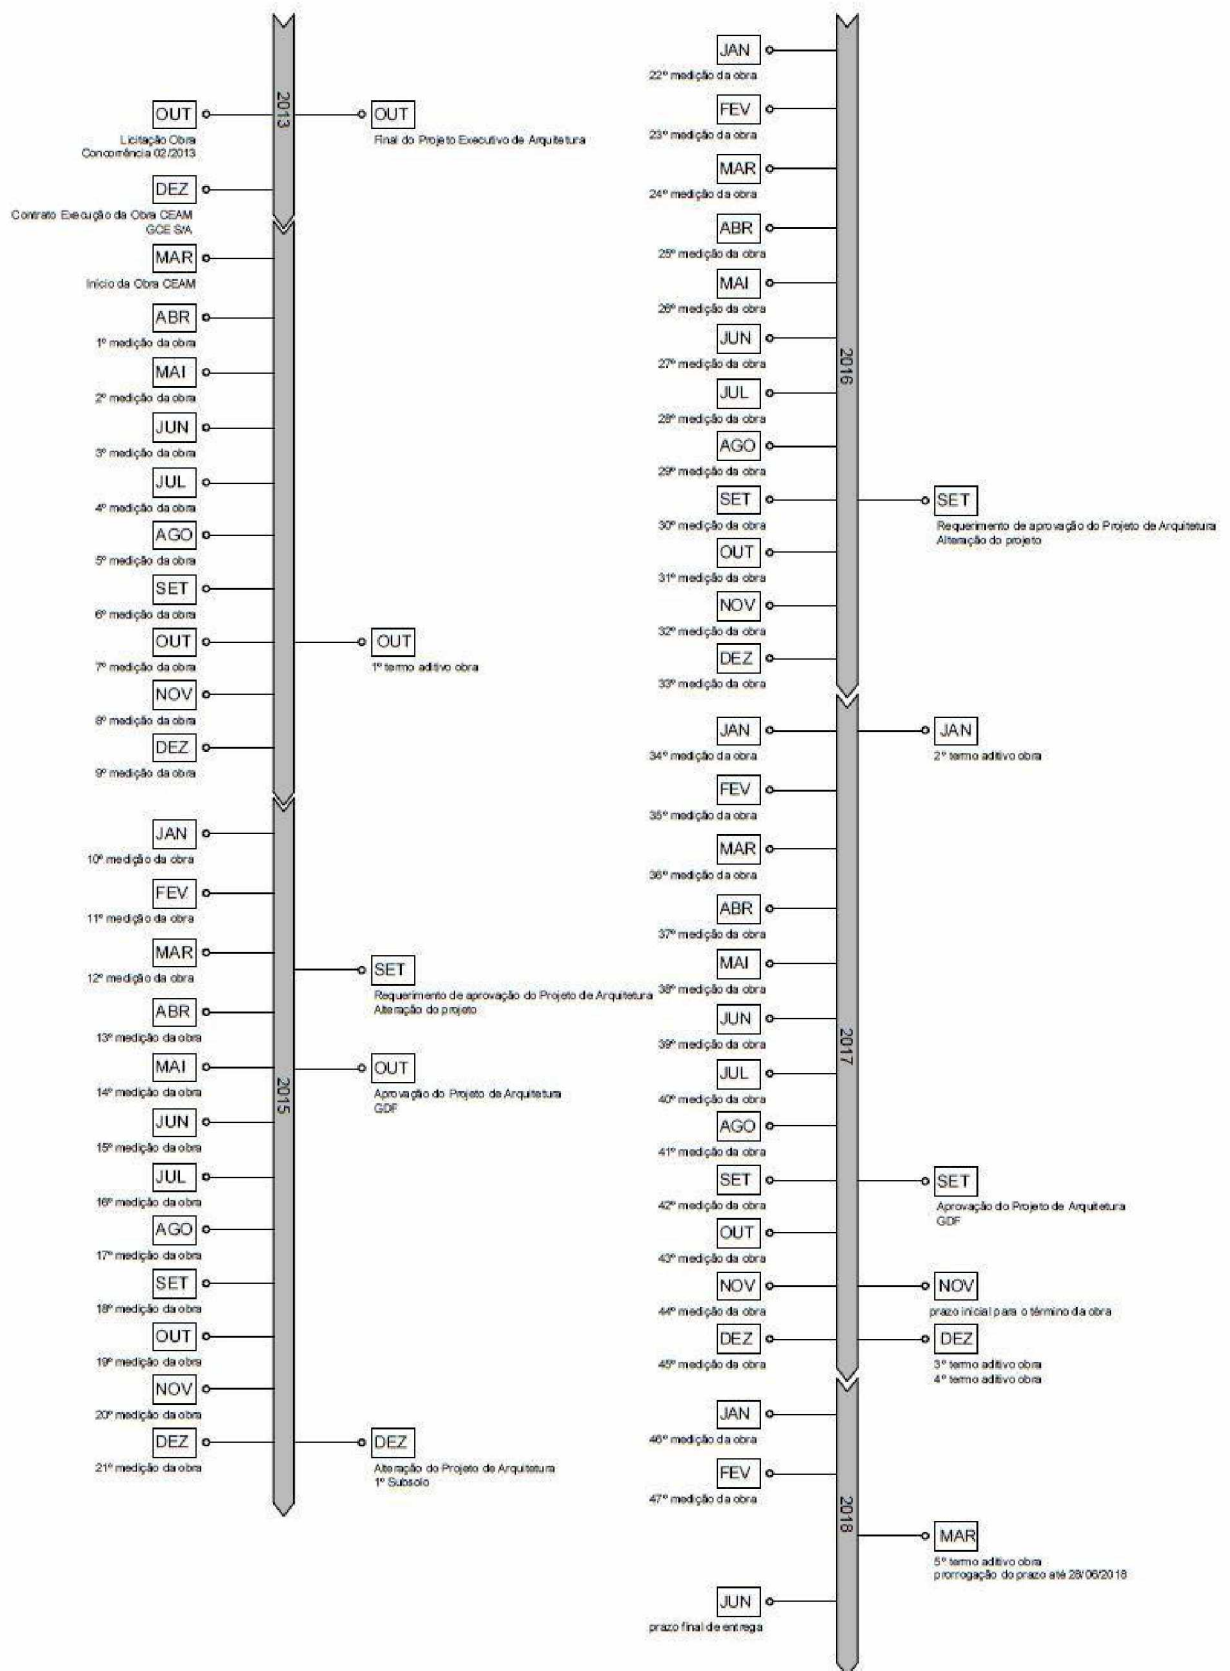 2013
OUT
Licitação Obra
Concorrência 02/2013
OUT
Final do Projeto Executivo de Arquitetura
DEZ
Contrato Execução da Obra CEAM
GCE S/A
MAR
Início da Obra CEAM
ABR
1º medição da obra
MAI
2º medição da obra
JUN
3º medição da obra
JUL
4º medição da obra
AGO
5º medição da obra
SET
6º medição da obra
OUT
7º medição da obra
OUT
1º termo aditivo obra
NOV
8º medição da obra
DEZ
9º medição da obra
2015
JAN
10º medição da obra
FEV
11º medição da obra
MAR
12º medição da obra
SET
Requerimento de aprovação do Projeto de Arquitetura
Alteração do projeto
ABR
13º medição da obra
MAI
14º medição da obra
OUT
Aprovação do Projeto de Arquitetura
GDF
JUN
15º medição da obra
JUL
16º medição da obra
AGO
17º medição da obra
SET
18º medição da obra
OUT
19º medição da obra
NOV
20º medição da obra
DEZ
21º medição da obra
DEZ
Alteração do Projeto de Arquitetura
1º Subsolo
2016
JAN
22º medição da obra
FEV
23º medição da obra
MAR
24º medição da obra
ABR
25º medição da obra
MAI
26º medição da obra
JUN
27º medição da obra
JUL
28º medição da obra
AGO
29º medição da obra
SET
30º medição da obra
SET
Requerimento de aprovação do Projeto de Arquitetura
Alteração do projeto
OUT
31º medição da obra
NOV
32º medição da obra
DEZ
33º medição da obra
2017
JAN
34º medição da obra
JAN
2º termo aditivo obra
FEV
35º medição da obra
MAR
36º medição da obra
ABR
37º medição da obra
MAI
38º medição da obra
JUN
39º medição da obra
JUL
40º medição da obra
AGO
41º medição da obra
SET
42º medição da obra
SET
Aprovação do Projeto de Arquitetura
GDF
OUT
43º medição da obra
NOV
44º medição da obra
NOV
prazo inicial para o término da obra
DEZ
45º medição da obra
DEZ
3º termo aditivo obra
4º termo aditivo obra
2018
JAN
46º medição da obra
FEV
47º medição da obra
MAR
5º termo aditivo obra
prorrogação do prazo até 28/06/2018
JUN
prazo final de entrega